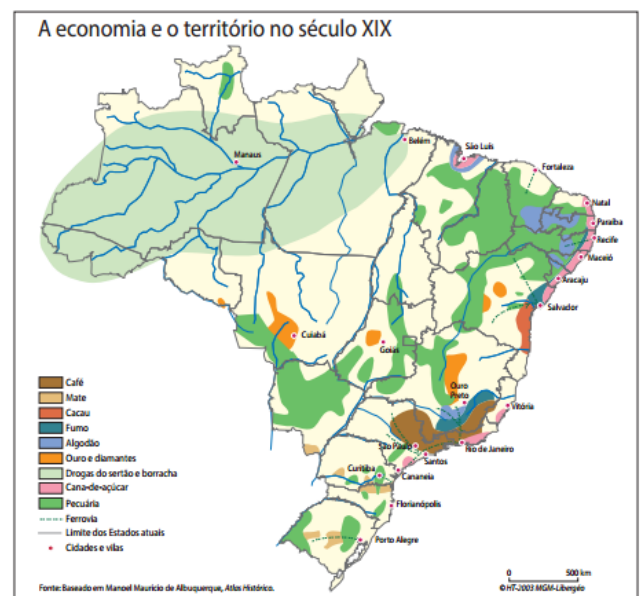 A economia e o território no século XIX
Manaus
Belém
São Luís
Fortaleza
Natal
Paraíba
Recife
Maceió
Aracaju
Salvador
Cuiabá
Goias
Ouro
Preto
Vitória
São Paulo
Rio de Janeiro
Santos
Curitiba
Cananeia
Florianópolis
Porto Alegre
Café
Mate
Cacau
Fumo
Algodão
Ouro e diamantes
Drogas do sertão e borracha
Cana-de-açúcar
Pecuária
Ferrovia
Limite dos Estados atuais
Cidades e vilas
0 500 km
Fonte: Baseado em Manoel Maurício de Albuquerque, Atlas Histórico.
©HT-2003 MGM-Libergéo